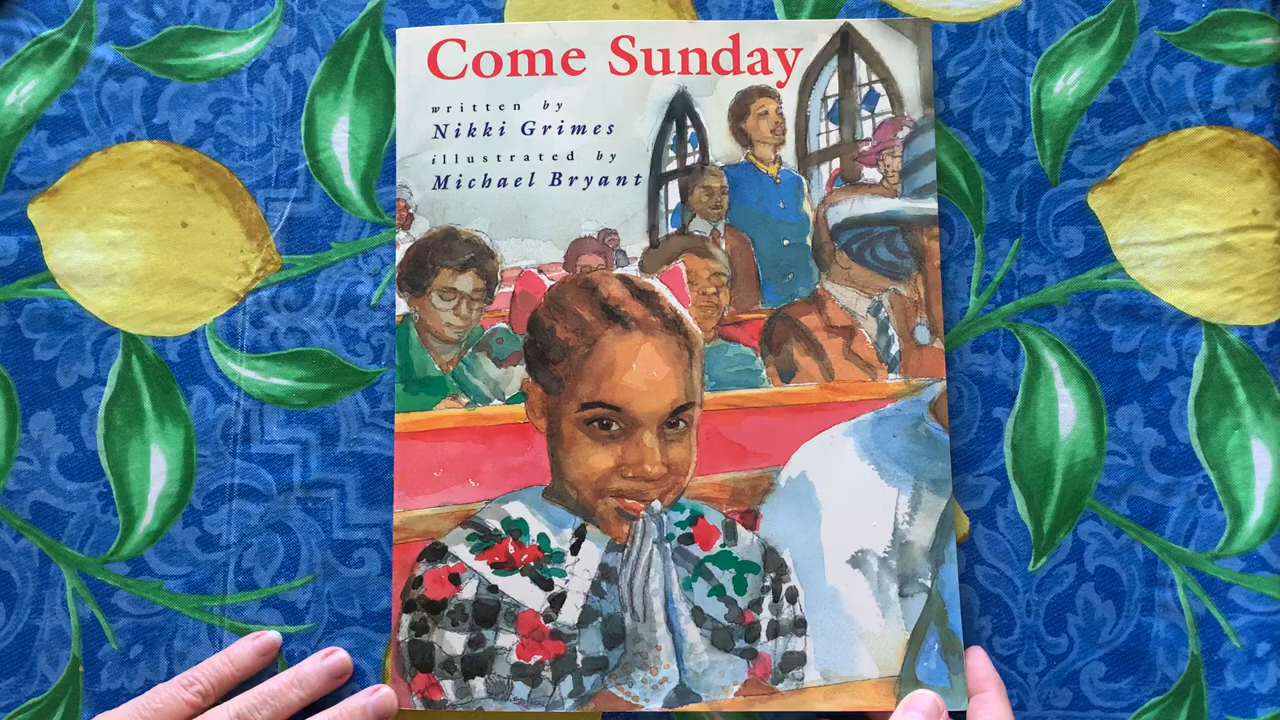 Come Sunday
written by
Nikki Grimes
illustrated by
Michael Bryant